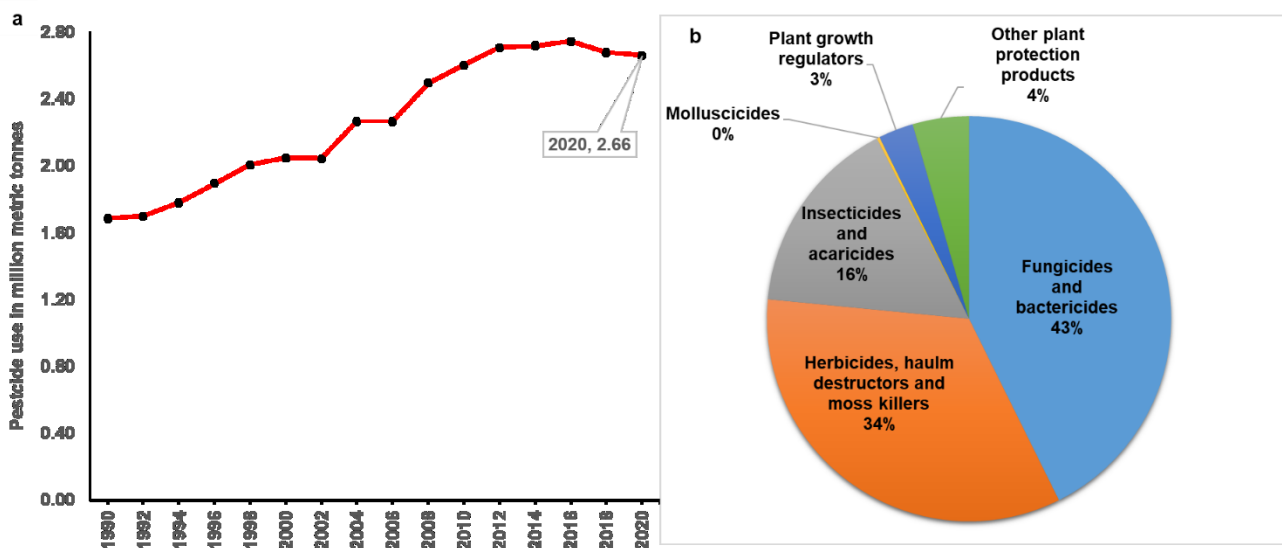 a
Pestcide use in million metric tonnes
2.80
2.40
2.00
1.60
1.20
0.80
0.40
0.00
1990
1992
1994
1996
1998
2000
2002
2004
2006
2008
2010
2012
2014
2016
2018
2020
2020, 2.66
b
Plant growth
regulators
3%
Other plant
protection
products
4%
Molluscicides
0%
Insecticides
and
acaricides
16%
Fungicides
and
bactericides
43%
Herbicides, haulm
destructors and
moss killers
34%